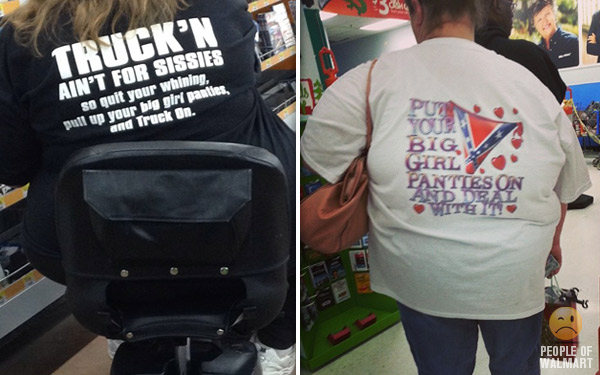 TRUCK'N
AIN'T FOR SISSIES
so quit your whining,
pull up your big girl panties,
and Truck On.
$3
PUT
YOUR
BIG
GIRL
PANTIES ON
AND DEAL
WITH IT!
PEOPLE OF
WALMART